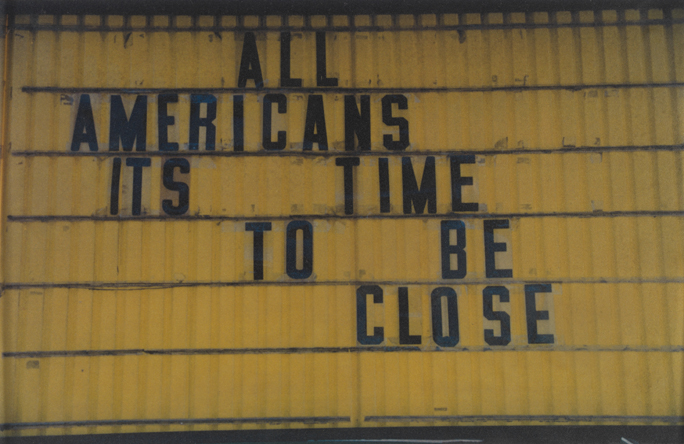 ALL
AMERICANS
ITS TIME
TO BE
CLOSE